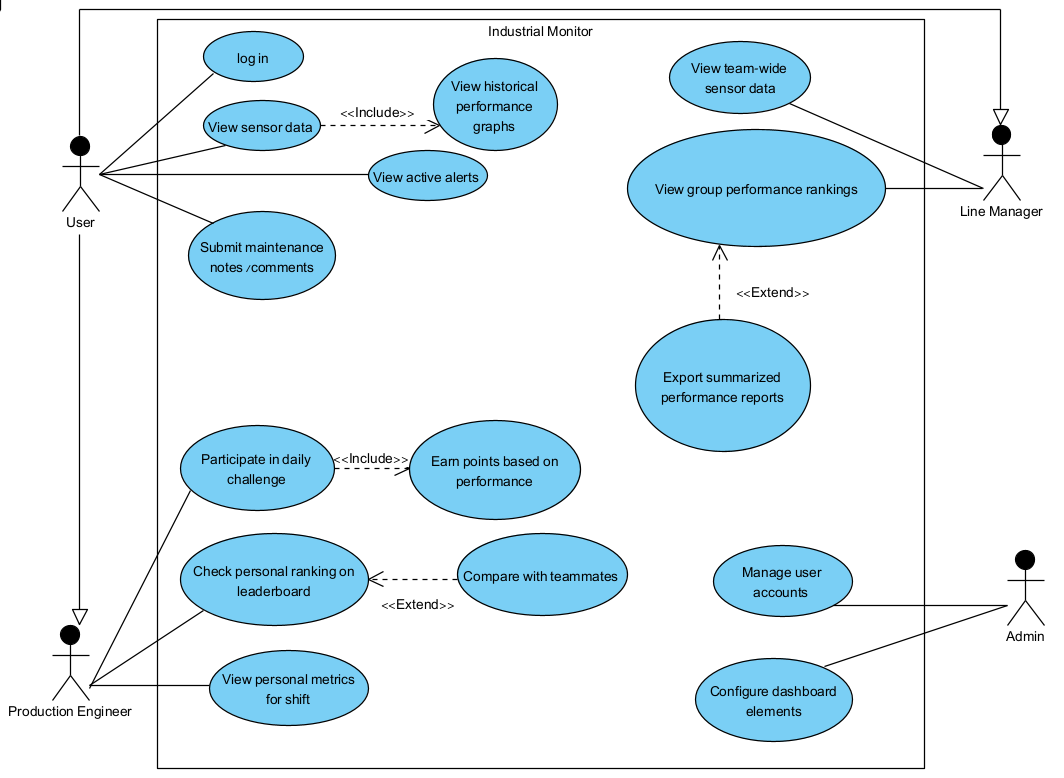 Industrial Monitor
log in
View sensor data
<<Include>>
View historical
performance
graphs
View active alerts
Submit maintenance
notes /comments
User
View team-wide
sensor data
View group performance rankings
Line Manager
<<Extend>>
Export summarized
performance reports
Participate in daily
challenge
<<Include>>
Earn points based on
performance
Check personal ranking on
leaderboard
<<Extend>>
Compare with teammates
View personal metrics
for shift
Production Engineer
Manage user
accounts
Admin
Configure dashboard
elements